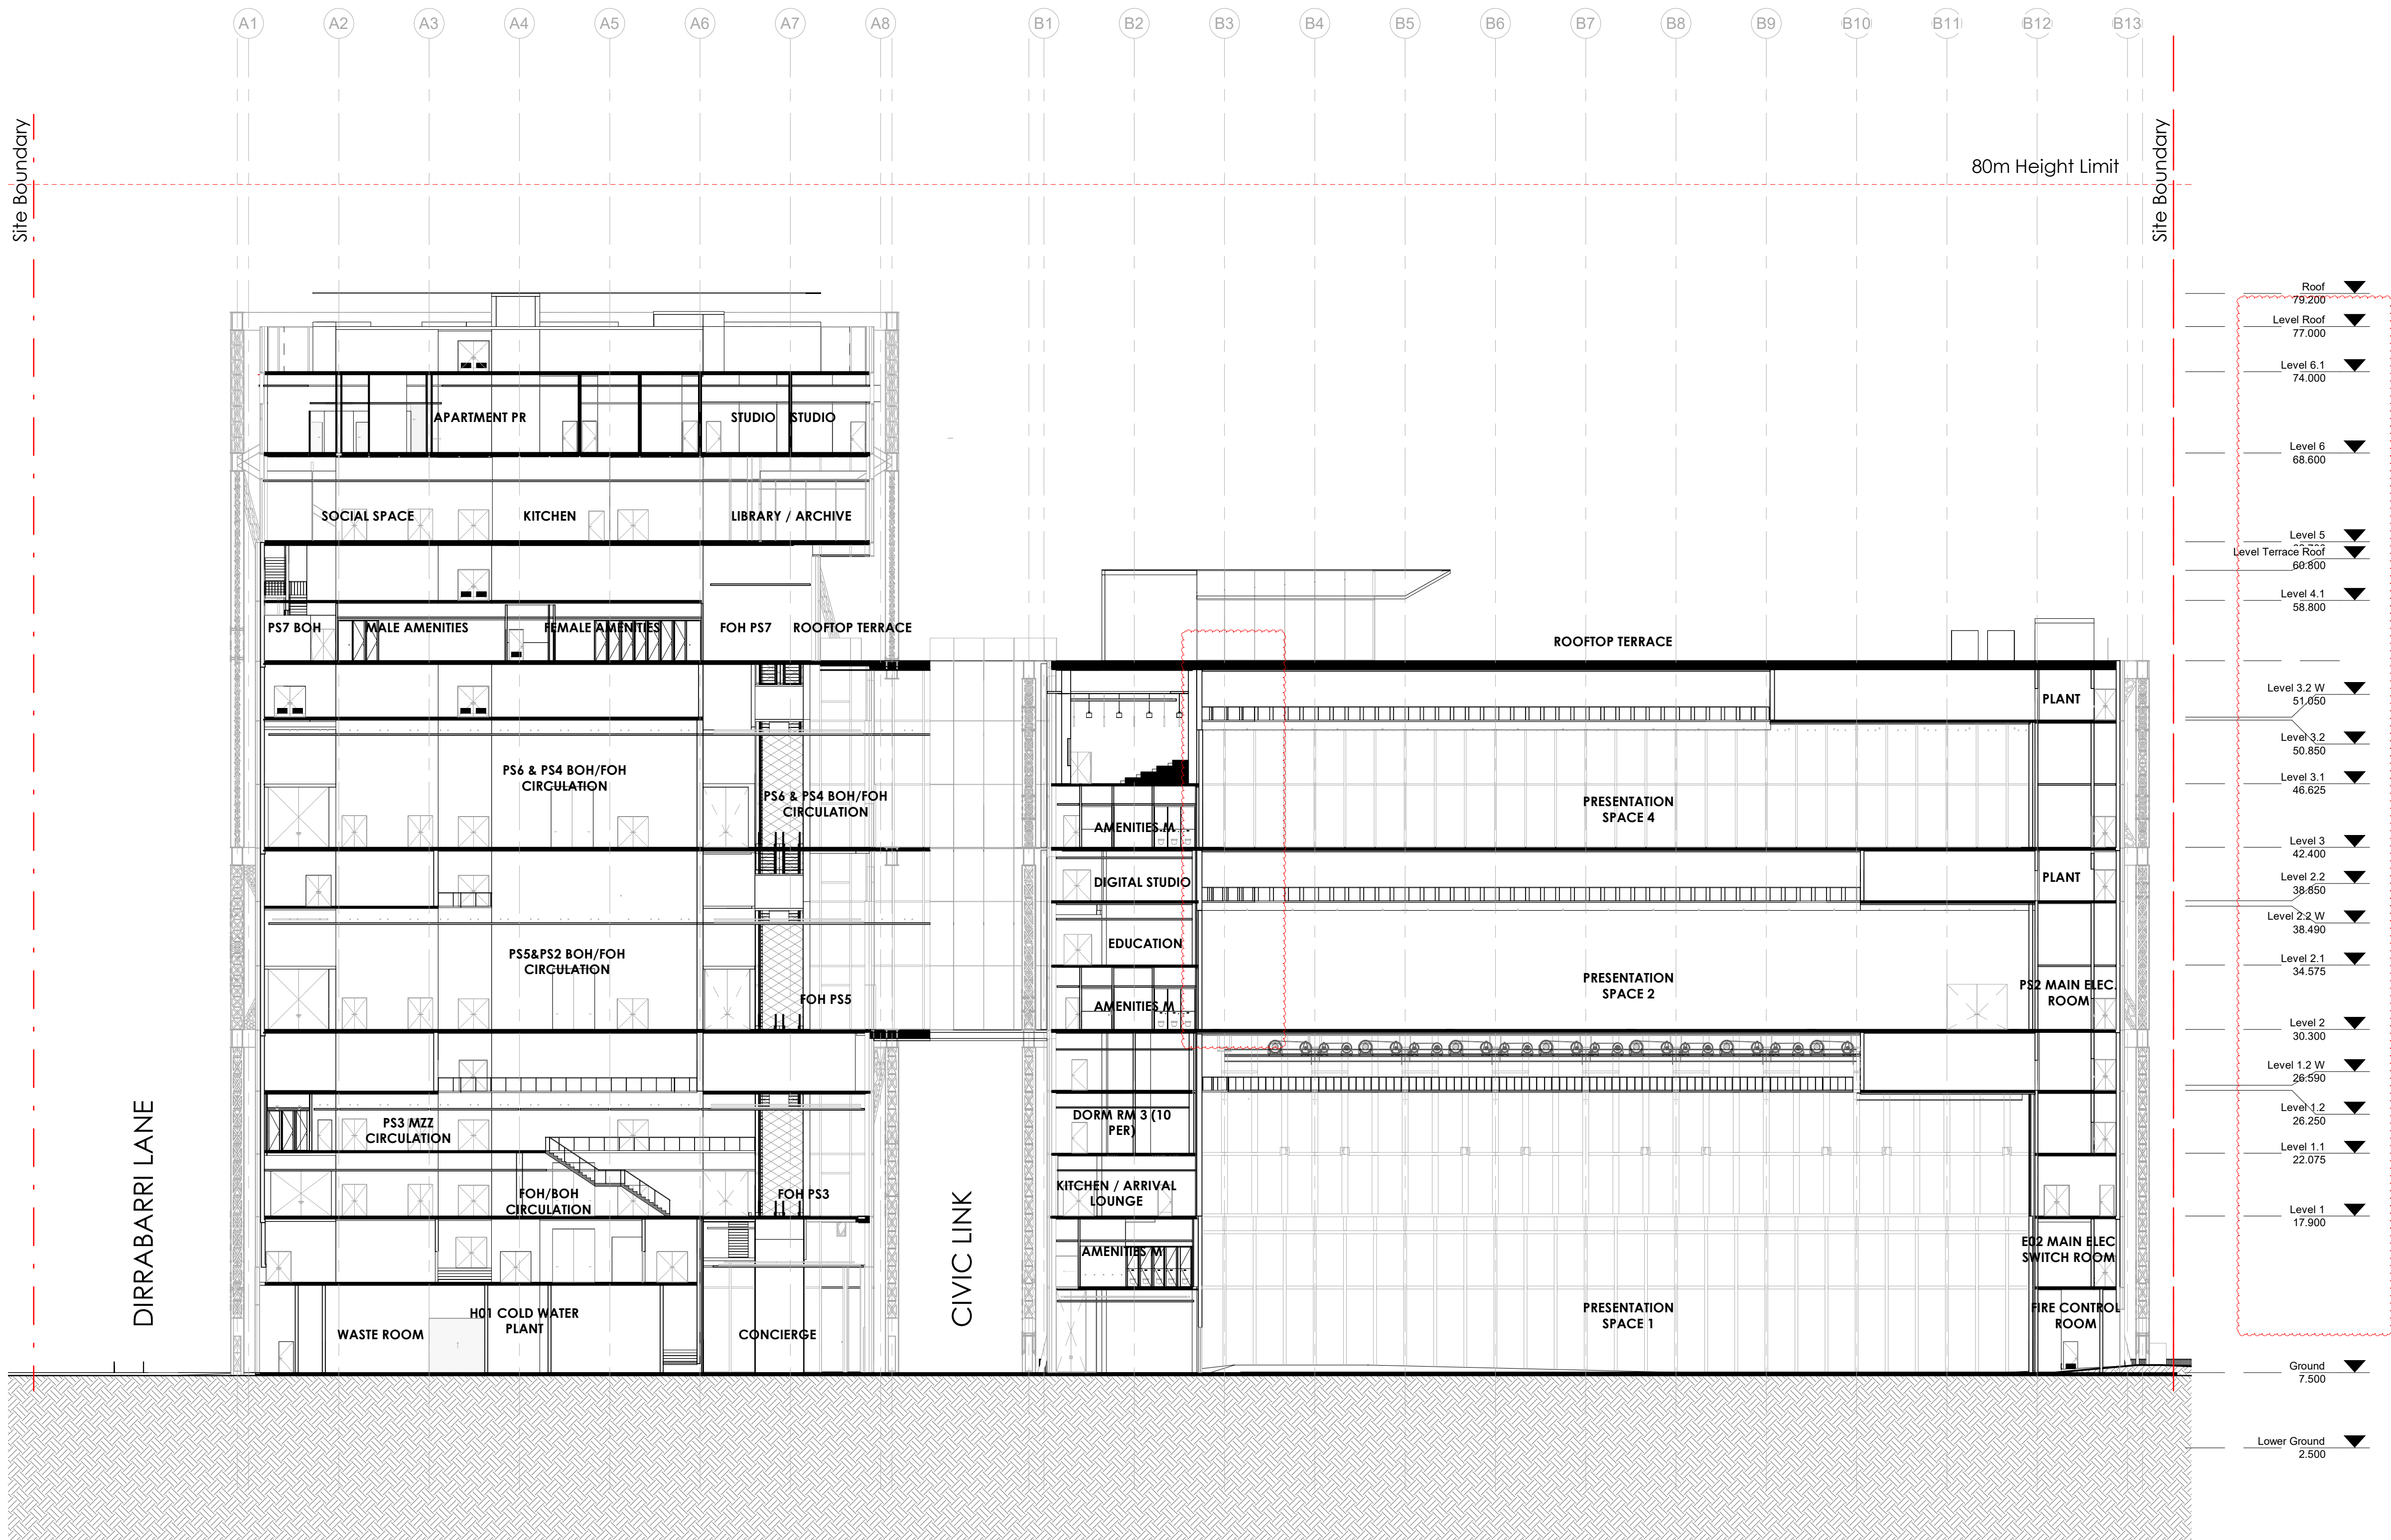 A1 A2 A3 A4 A5 A6 A7 A8 B1 B2 B3 B4 B5 B6 B7 B8 B9 B10 B11 B12 B13
Site Boundary
Site Boundary
80m Height Limit
Roof
79.200
Level Roof
77.000
Level 6.1
74.000
Level 6
68.600
Level 5
Level Terrace Roof
60.800
Level 4.1
58.800
Level 3.2 W
51.050
Level 3.2
50.850
Level 3.1
46.625
Level 3
42.400
Level 2.2
38.850
Level 2.2 W
38.490
Level 2.1
34.575
Level 2
30.300
Level 1.2 W
26.590
Level 1.2
26.250
Level 1.1
22.075
Level 1
17.900
Ground
7.500
Lower Ground
2.500
APARTMENT PR
STUDIO
STUDIO
SOCIAL SPACE
KITCHEN
LIBRARY / ARCHIVE
PS7 BOH
MALE AMENITIES
FEMALE AMENITIES
FOH PS7
ROOFTOP TERRACE
ROOFTOP TERRACE
PS6 & PS4 BOH/FOH
CIRCULATION
PS6 & PS4 BOH/FOH
CIRCULATION
PS5&PS2 BOH/FOH
CIRCULATION
FOH PS5
PS3 MZZ
CIRCULATION
FOH/BOH
CIRCULATION
FOH PS3
WASTE ROOM
H01 COLD WATER
PLANT
CONCIERGE
DIRRABARRI LANE
CIVIC LINK
AMENITIES M
DIGITAL STUDIO
EDUCATION
AMENITIES M
DORM RM 3 (10
PER)
KITCHEN / ARRIVAL
LOUNGE
AMENITIES M
PRESENTATION
SPACE 4
PRESENTATION
SPACE 2
PRESENTATION
SPACE 1
PLANT
PLANT
PS2 MAIN ELEC.
ROOM
E02 MAIN ELEC
SWITCH ROOM
FIRE CONTROL
ROOM